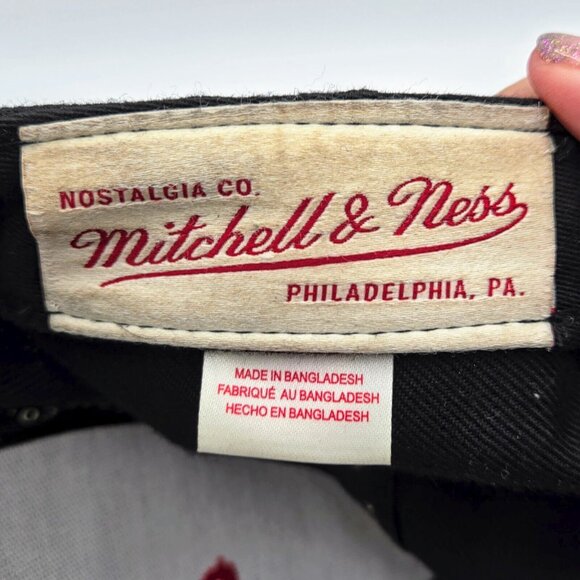 NOSTALGIA CO.
Mitchell & Ness
PHILADELPHIA, PA.
MADE IN BANGLADESH
FABRIQUÉ AU BANGLADESH
HECHO EN BANGLADESH